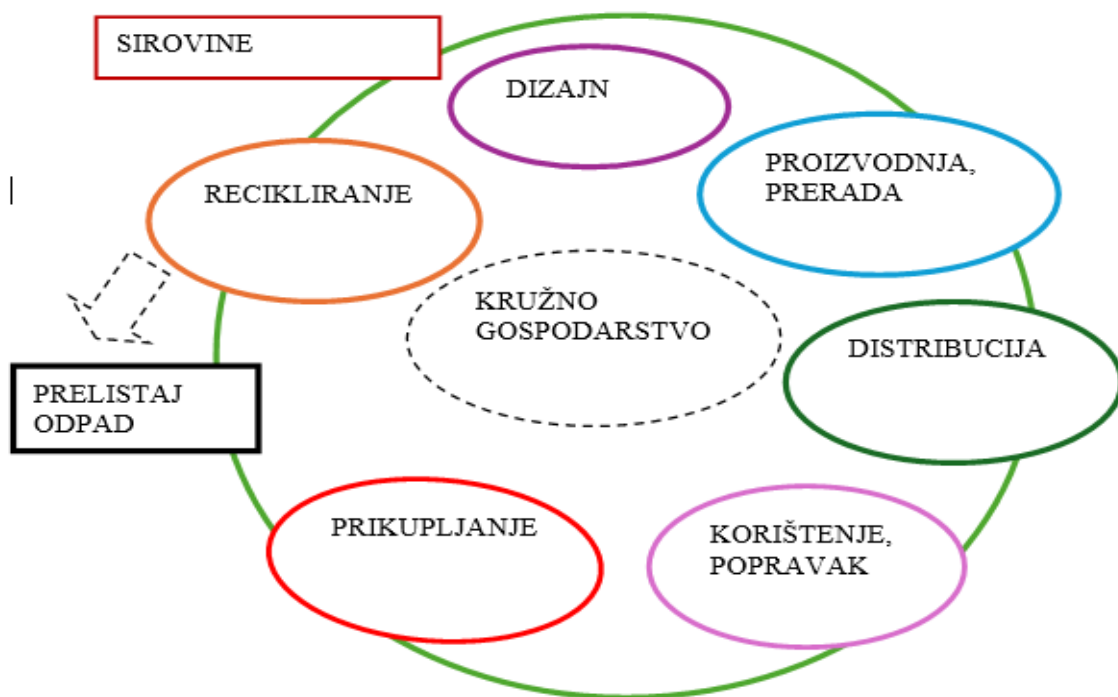 SIROVINE
DIZAJN
PROIZVODNJA,
PRERADA
RECIKLIRANJE
KRUŽNO
GOSPODARSTVO
DISTRIBUCIJA
PRELISTAJ
ODPAD
PRIKUPLJANJE
KORIŠTENJE,
POPRAVAK